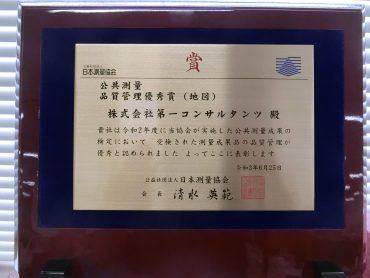 賞
公益社団法人
日本測量協会
公共測量
品質管理優秀賞（地図）
株式会社第一コンサルタンツ 殿
貴社は令和2年度に当協会が実施した公共測量成果の
検定において 受検された測量成果品の品質管理が
優秀と認められました よってここに表彰します
令和3年6月25日
公益社団法人日本測量協会
会長 清水 英範